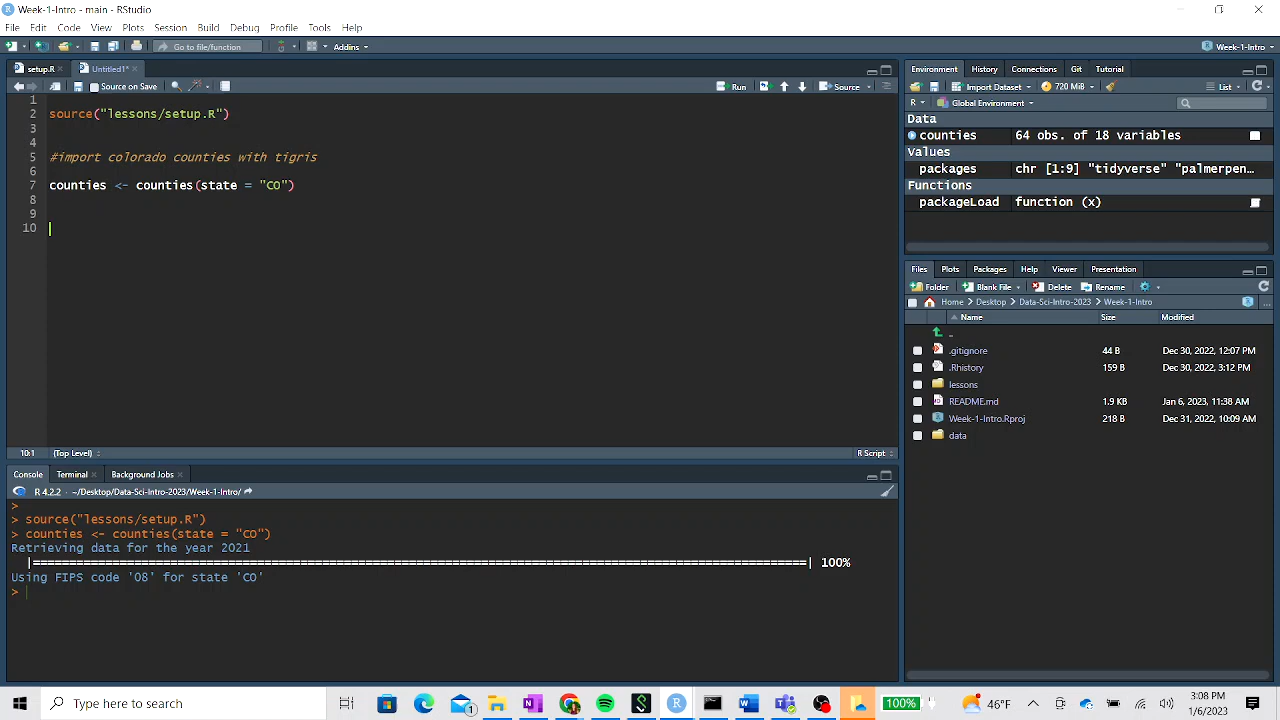 Week-1-Intro - main - RStudio
File Edit Code View Plots Session Build Debug Profile Tools Help
Go to file/function Addins Week-1-Intro
setup.R Untitled1*
Source on Save Run Source
1
2 source("lessons/setup.R")
3
4
5 #import colorado counties with tigris
6
7 counties <- counties(state = "CO")
8
9
10
10:1 (Top Level) R Script
Console Terminal Background Jobs
R 4.2.2 · ~/Desktop/Data-Sci-Intro-2023/Week-1-Intro/
>
> source("lessons/setup.R")
> counties <- counties(state = "CO")
Retrieving data for the year 2021
|======================================================================================================| 100%
Using FIPS code '08' for state 'CO'
>
Environment History Connections Git Tutorial
Import Dataset 720 MiB List
R Global Environment
Data
counties 64 obs. of 18 variables
Values
packages chr [1:9] "tidyverse" "palmerpen…
Functions
packageLoad function (x)
Files Plots Packages Help Viewer Presentation
Folder Blank File Delete Rename
Home Desktop Data-Sci-Intro-2023 Week-1-Intro ...
Name Size Modified
..
.gitignore 44 B Dec 30, 2022, 12:07 PM
.Rhistory 159 B Dec 30, 2022, 3:12 PM
lessons
README.md 1.9 KB Jan 6, 2023, 11:38 AM
Week-1-Intro.Rproj 218 B Dec 31, 2022, 10:09 AM
data
Type here to search 100% 46°F 3:08 PM
1/6/2023